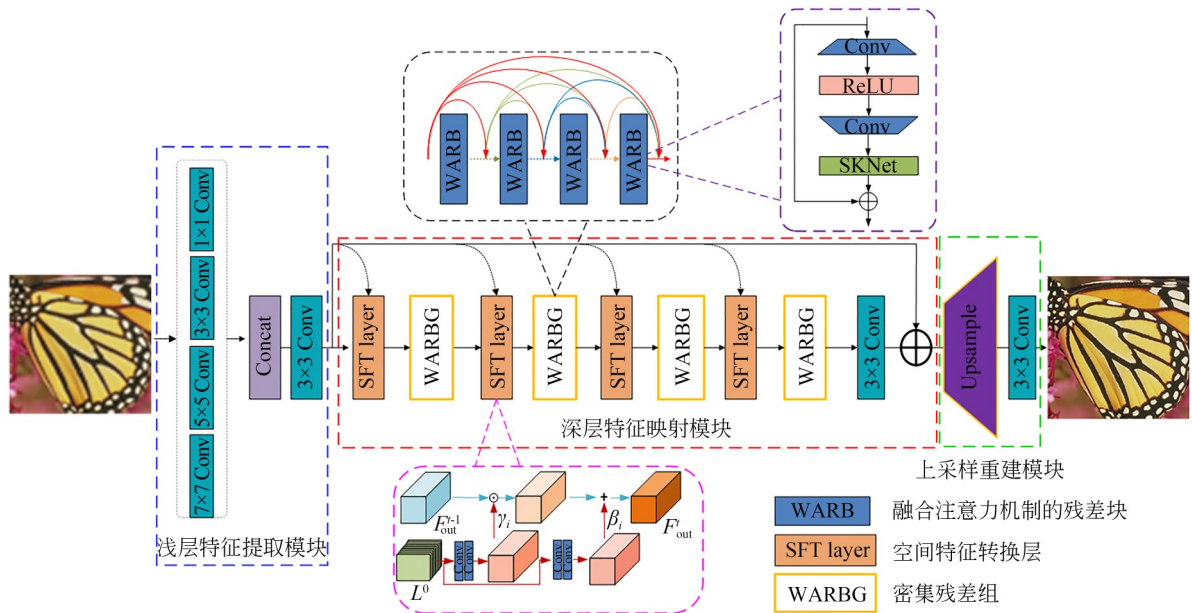 Conv
ReLU
Conv
SKNet
WARB
WARB
WARB
WARB
1×1 Conv
3×3 Conv
5×5 Conv
7×7 Conv
Concat
3×3 Conv
SFT layer
WARBG
SFT layer
WARBG
SFT layer
WARBG
SFT layer
WARBG
3×3 Conv
Upsample
3×3 Conv
深层特征映射模块
上采样重建模块
浅层特征提取模块
F_out^{t-1}
γ_i
β_i
F_out^t
Conv
Conv
Conv
Conv
L^0
WARB 融合注意力机制的残差块
SFT layer 空间特征转换层
WARBG 密集残差组